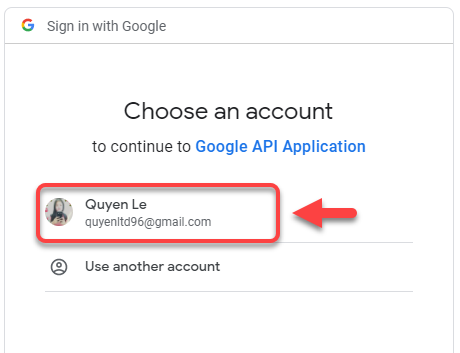 Sign in with Google
Choose an account
to continue to Google API Application
Quyen Le
quyenltd96@gmail.com
Use another account